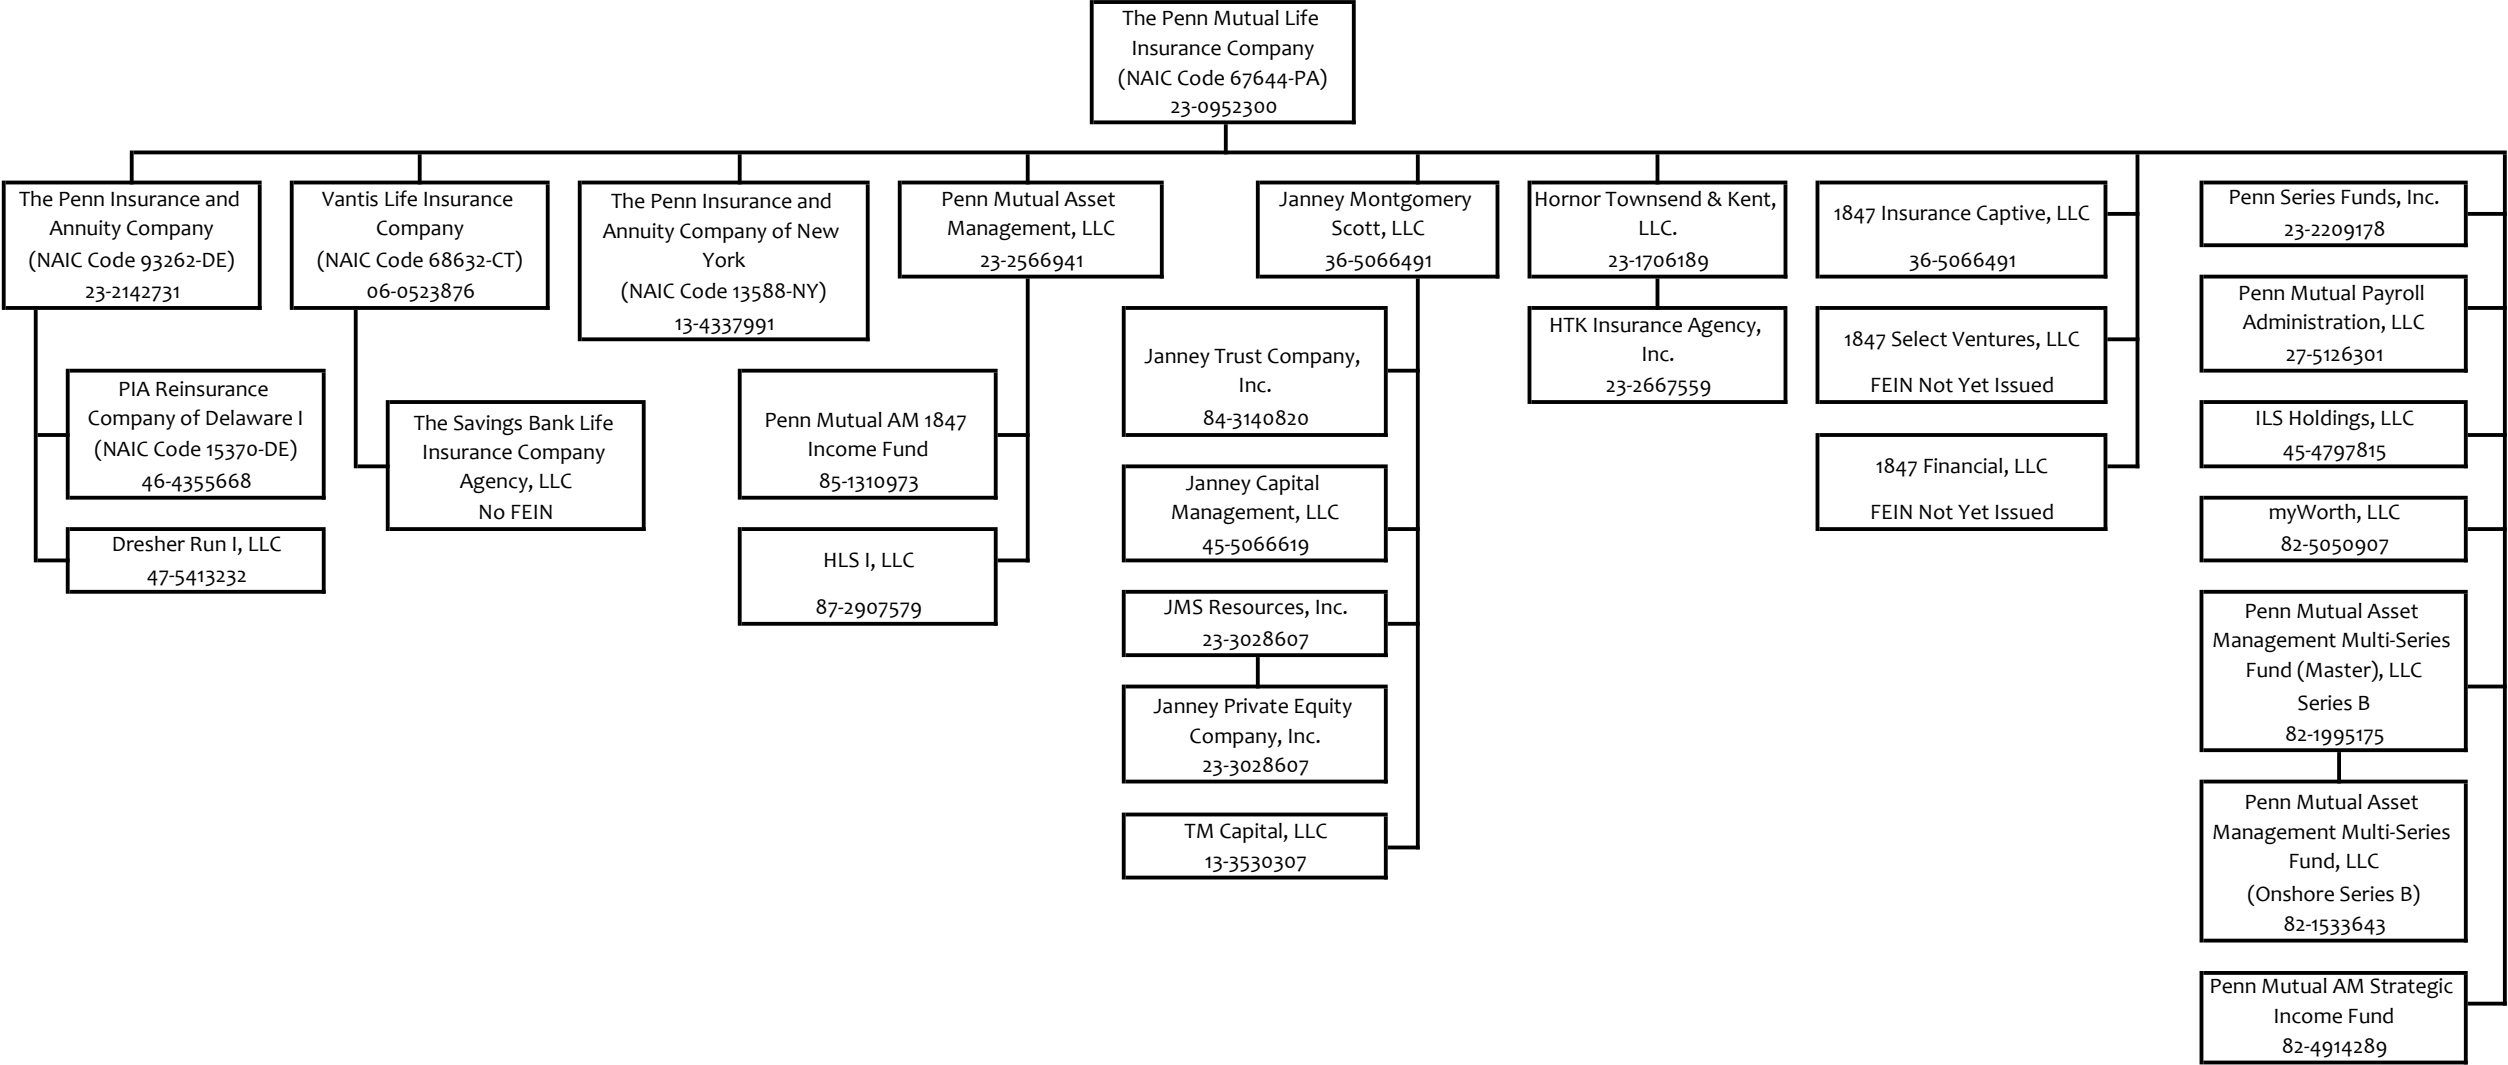 The Penn Mutual Life
Insurance Company
(NAIC Code 67644-PA)
23-0952300
The Penn Insurance and
Annuity Company
(NAIC Code 93262-DE)
23-2142731
Vantis Life Insurance
Company
(NAIC Code 68632-CT)
06-0523876
The Penn Insurance and
Annuity Company of New
York
(NAIC Code 13588-NY)
13-4337991
Penn Mutual Asset
Management, LLC
23-2566941
Janney Montgomery
Scott, LLC
36-5066491
Hornor Townsend & Kent,
LLC.
23-1706189
1847 Insurance Captive, LLC
36-5066491
Penn Series Funds, Inc.
23-2209178
PIA Reinsurance
Company of Delaware I
(NAIC Code 15370-DE)
46-4355668
Dresher Run I, LLC
47-5413232
The Savings Bank Life
Insurance Company
Agency, LLC
No FEIN
Penn Mutual AM 1847
Income Fund
85-1310973
HLS I, LLC
87-2907579
Janney Trust Company,
Inc.
84-3140820
Janney Capital
Management, LLC
45-5066619
JMS Resources, Inc.
23-3028607
Janney Private Equity
Company, Inc.
23-3028607
TM Capital, LLC
13-3530307
HTK Insurance Agency,
Inc.
23-2667559
1847 Select Ventures, LLC
FEIN Not Yet Issued
1847 Financial, LLC
FEIN Not Yet Issued
Penn Mutual Payroll
Administration, LLC
27-5126301
ILS Holdings, LLC
45-4797815
myWorth, LLC
82-5050907
Penn Mutual Asset
Management Multi-Series
Fund (Master), LLC
Series B
82-1995175
Penn Mutual Asset
Management Multi-Series
Fund, LLC
(Onshore Series B)
82-1533643
Penn Mutual AM Strategic
Income Fund
82-4914289